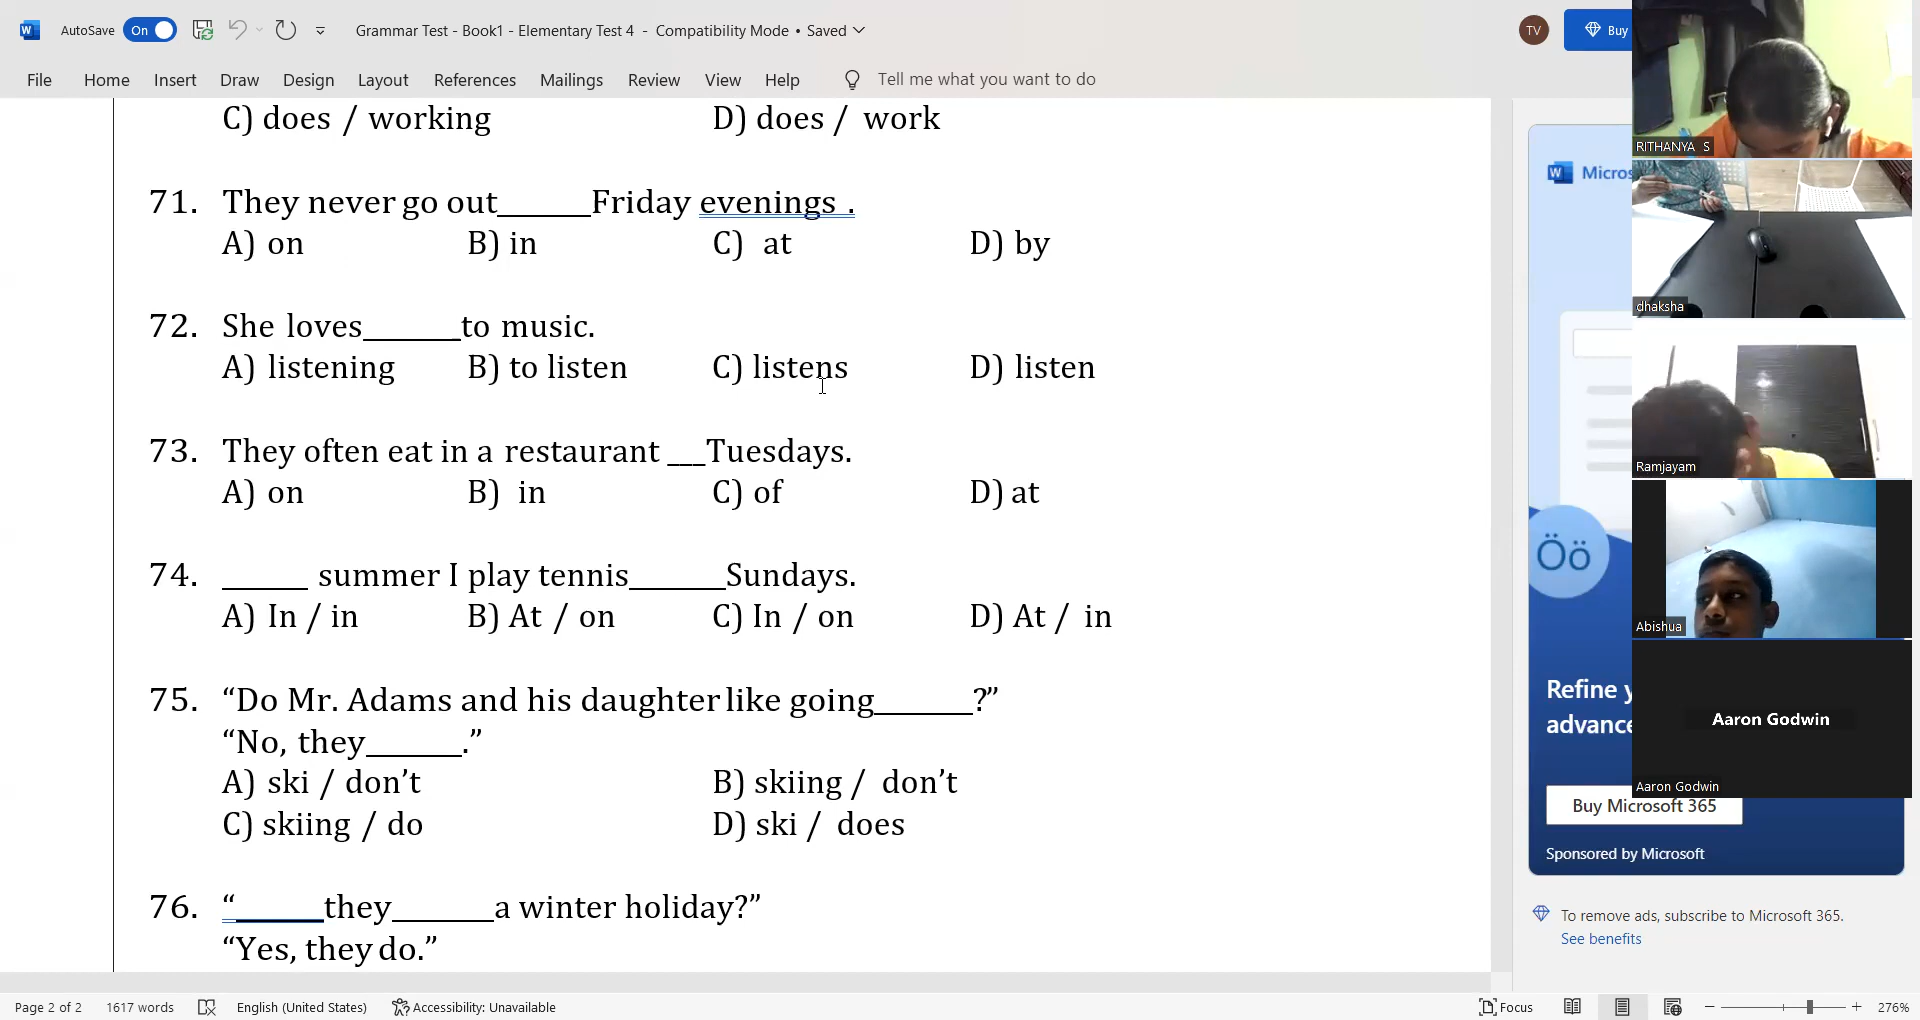 AutoSave On Grammar Test - Book1 - Elementary Test 4 - Compatibility Mode • Saved TV Buy
File Home Insert Draw Design Layout References Mailings Review View Help Tell me what you want to do
C) does / working D) does / work
71. They never go out______Friday evenings .
A) on B) in C) at D) by
72. She loves______to music.
A) listening B) to listen C) listens D) listen
73. They often eat in a restaurant ___Tuesdays.
A) on B) in C) of D) at
74. ______ summer I play tennis______Sundays.
A) In / in B) At / on C) In / on D) At / in
75. “Do Mr. Adams and his daughter like going______?”
“No, they______.”
A) ski / don’t B) skiing / don’t
C) skiing / do D) ski / does
76. “______they______a winter holiday?”
“Yes, they do.”
RITHANYA S
dhaksha
Ramjayam
Abishua
Aaron Godwin
Aaron Godwin
Öö
Buy Microsoft 365
Sponsored by Microsoft
To remove ads, subscribe to Microsoft 365.
See benefits
Page 2 of 2 1617 words English (United States) Accessibility: Unavailable Focus 276%